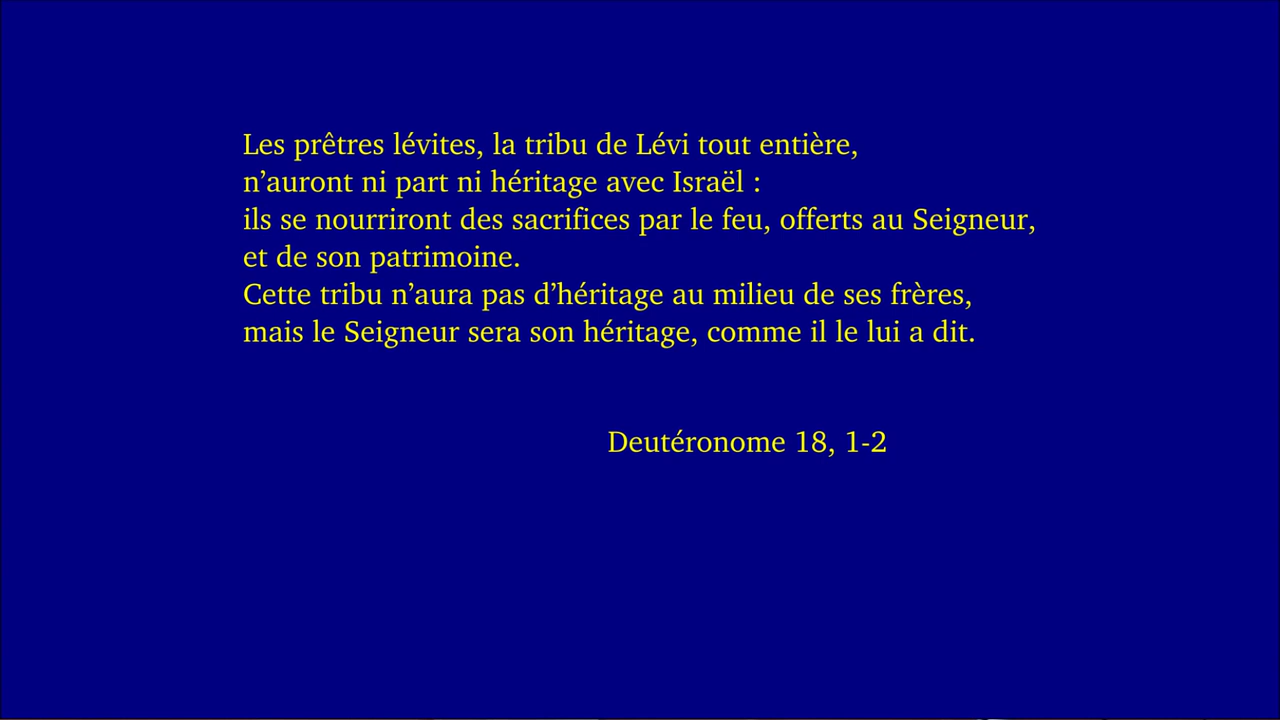 Les prêtres lévites, la tribu de Lévi tout entière,
n’auront ni part ni héritage avec Israël :
ils se nourriront des sacrifices par le feu, offerts au Seigneur,
et de son patrimoine.
Cette tribu n’aura pas d’héritage au milieu de ses frères,
mais le Seigneur sera son héritage, comme il le lui a dit.
Deutéronome 18, 1-2